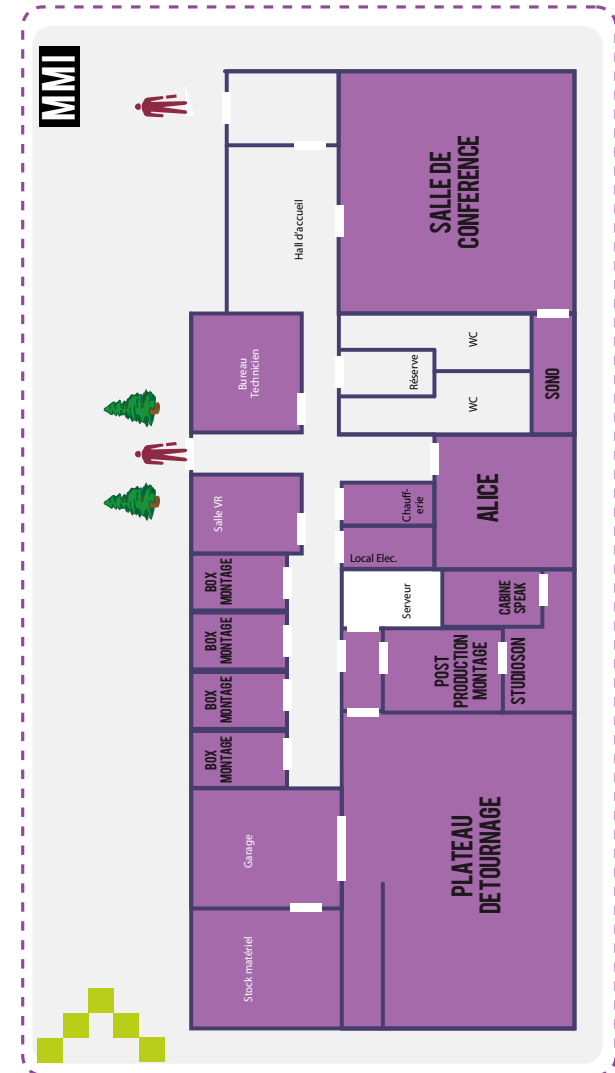 MMI
Hall d'accueil
SALLE DE
CONFERENCE
Bureau
Technicien
Réserve
WC
WC
SONO
Salle VR
Chauff-
erie
ALICE
Local Elec.
BOX
MONTAGE
Serveur
CABINE
SPEAK
BOX
MONTAGE
POST
PRODUCTION
MONTAGE
STUDIOSON
BOX
MONTAGE
BOX
MONTAGE
Garage
PLATEAU
DETOURNAGE
Stock matériel